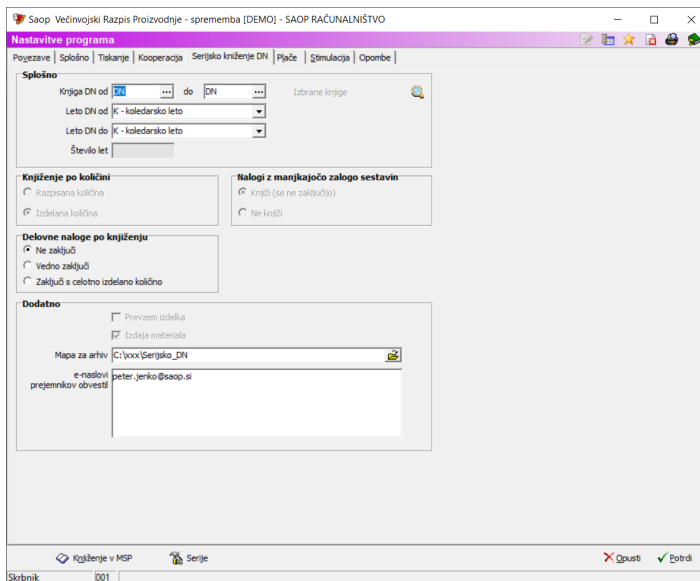 Saop Večinvojski Razpis Proizvodnje - sprememba [DEMO] - SAOP RAČUNALNIŠTVO
Nastavitve programa
Povezave Splošno Tiskanje Kooperacija Serijsko kniženje DN Plače Stimulacija Opombe
Splošno
Knjiga DN od DN ... do DN ... Izbrane knjige
Leto DN od K - koledarsko leto
Leto DN do K - koledarsko leto
Število let
Knjiženje po količini
Razpisana količina
Izdelana količina
Nalogi z manjkajočo zalogo sestavin
Knjiži (se ne zaključijo)
Ne knjiži
Delovne naloge po knjiženju
Ne zaključi
Vedno zaključi
Zaključi s celotno izdelano količino
Dodatno
Prevzem izdelka
Izdaja materiala
Mapa za arhiv C:\xxx\Serijsko_DN
e-naslovi
prejemnikov obvestil
peter.jenko@saop.si
Knjiženje v MSP Serije Opusti Potrdi
Skrbnik 001